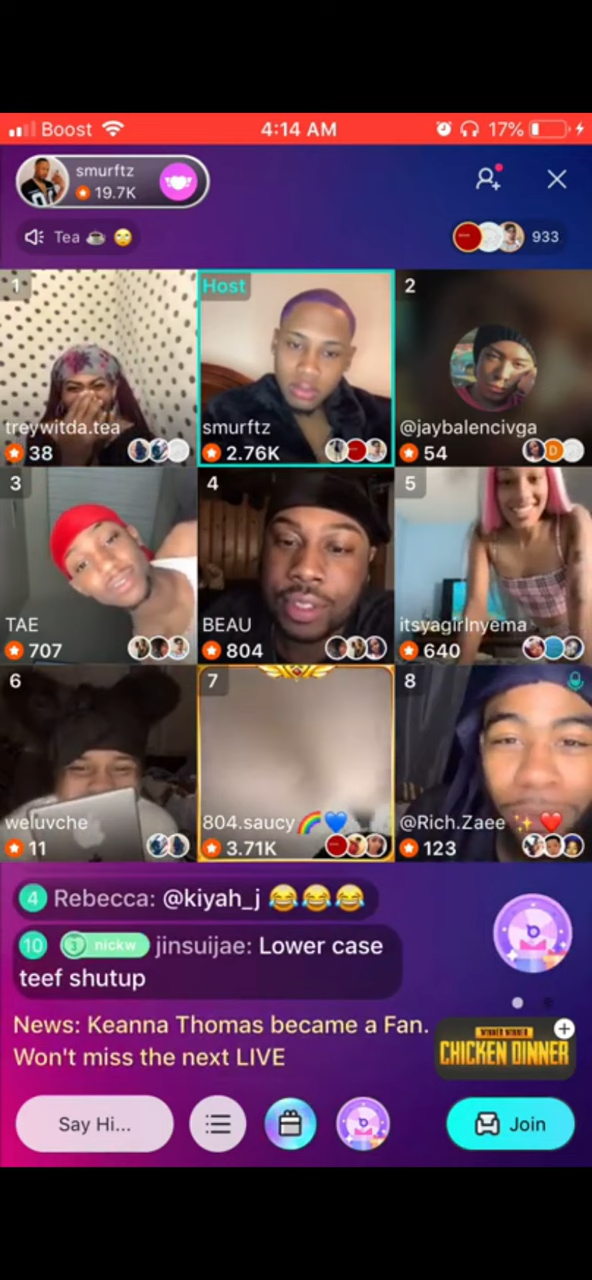 Boost 4:14 AM 17%
smurftz
19.7K
Tea ☕ 🙄 933
1
Host
2
treywitda.tea
38
smurftz
2.76K
@jaybalencivga
54
3
4
5
TAE
707
BEAU
804
itsyagirlnyema
640
6
7
8
weluvche
11
804.saucy🌈💙
3.71K
@Rich.Zaee ✨ ❤️
123
4 Rebecca: @kiyah_j 😂😂😂
10 nickw jinsuijae: Lower case
teef shutup
News: Keanna Thomas became a Fan.
Won't miss the next LIVE
WINNER WINNER
CHICKEN DINNER
Say Hi...
Join